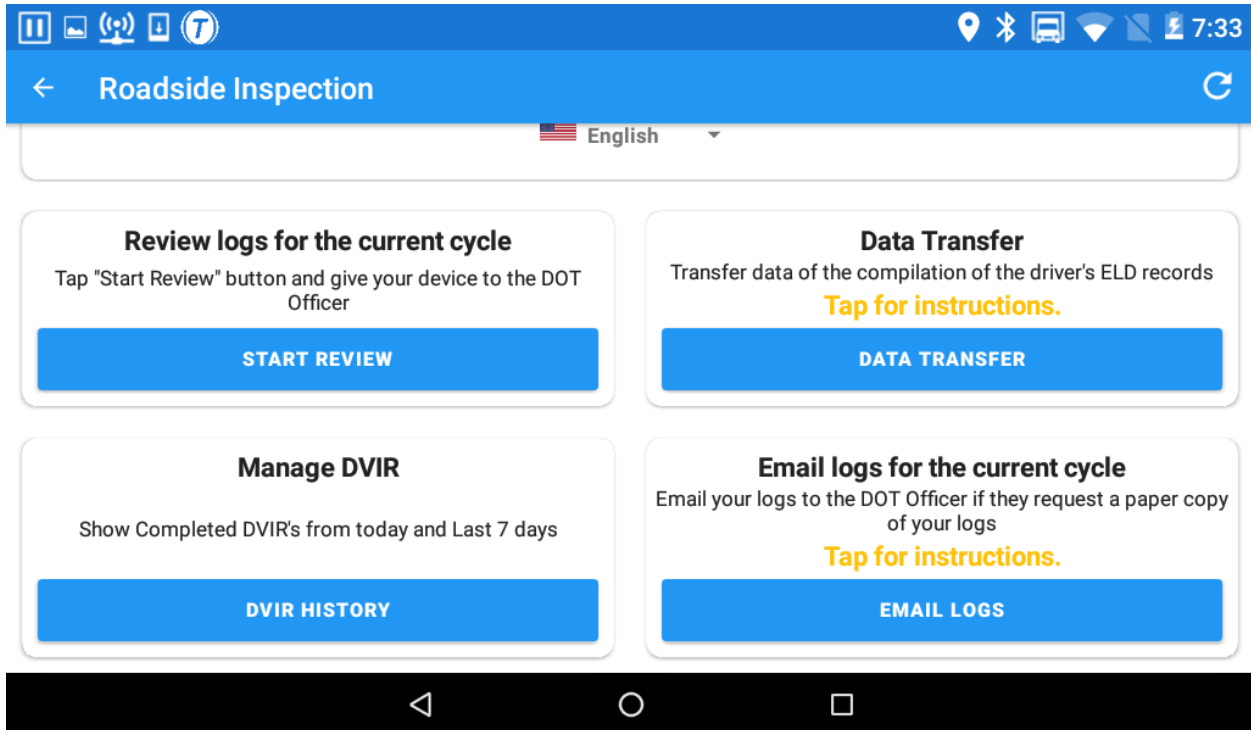 T
7:33
Roadside Inspection
English
Review logs for the current cycle
Tap "Start Review" button and give your device to the DOT
Officer
START REVIEW
Data Transfer
Transfer data of the compilation of the driver's ELD records
Tap for instructions.
DATA TRANSFER
Manage DVIR
Show Completed DVIR's from today and Last 7 days
DVIR HISTORY
Email logs for the current cycle
Email your logs to the DOT Officer if they request a paper copy
of your logs
Tap for instructions.
EMAIL LOGS